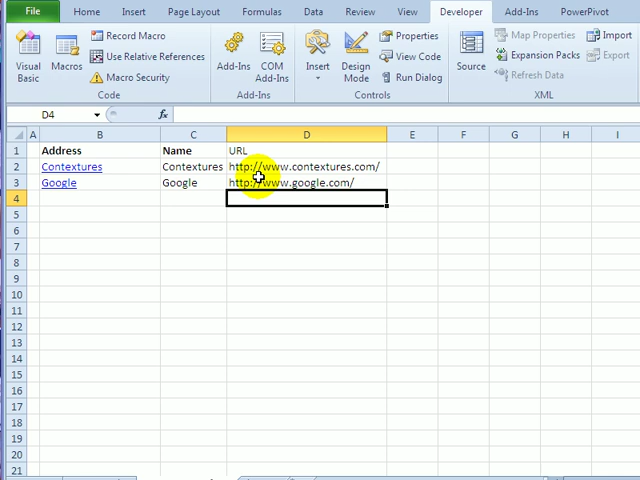 File Home Insert Page Layout Formulas Data Review View Developer Add-Ins PowerPivot
Visual Basic
Macros
Record Macro
Use Relative References
Macro Security
Code
Add-Ins
COM Add-Ins
Add-Ins
Insert
Design Mode
Properties
View Code
Run Dialog
Controls
Source
Map Properties
Expansion Packs
Refresh Data
Import
Export
XML
D4 fx
A B C D E F G H I
1 Address Name URL
2 Contextures Contextures http://www.contextures.com/
3 Google Google http://www.google.com/
4
5
6
7
8
9
10
11
12
13
14
15
16
17
18
19
20
21